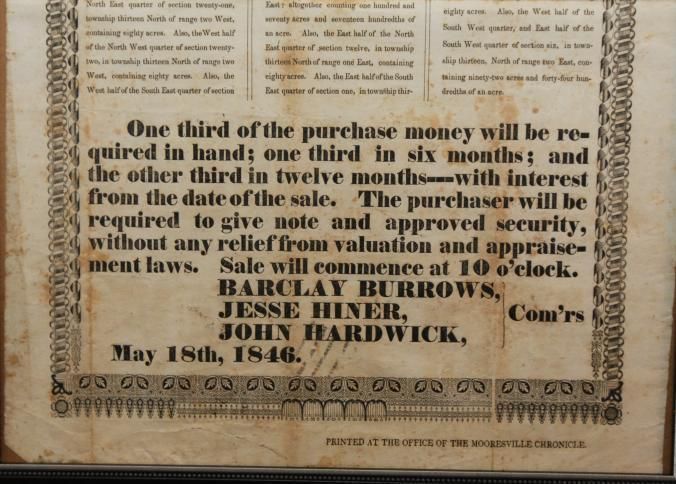 North East quarter of section twenty-one,
township thirteen North of range two West,
containing eighty acres. Also, the West half
of the North West quarter of section twenty-
two, in township thirteen North of range two
West, containing eighty acres. Also, the
West half of the South East quarter of section
East; altogether counting one hundred and
seventy acres and seventeen hundredths of
an acre. Also, the East half of the North
East quarter of section twelve, in township
thirteen North of range one East, containing
eighty acres. Also, the East half of the South
East quarter of section one, in township thir-
eighty acres. Also, the West half of the
South West quarter, and East half of the
South West quarter of section six, in town-
ship thirteen, North of range two East, con-
taining ninety-two acres and forty-four hun-
dredths of an acre.
One third of the purchase money will be re-
quired in hand; one third in six months; and
the other third in twelve months—with interest
from the date of the sale. The purchaser will be
required to give note and approved security,
without any relief from valuation and appraise-
ment laws. Sale will commence at 10 o'clock.
BARCLAY BURROWS,
JESSE HINER,
JOHN HARDWICK,
Com'rs
May 18th, 1846.
PRINTED AT THE OFFICE OF THE MOORESVILLE CHRONICLE.